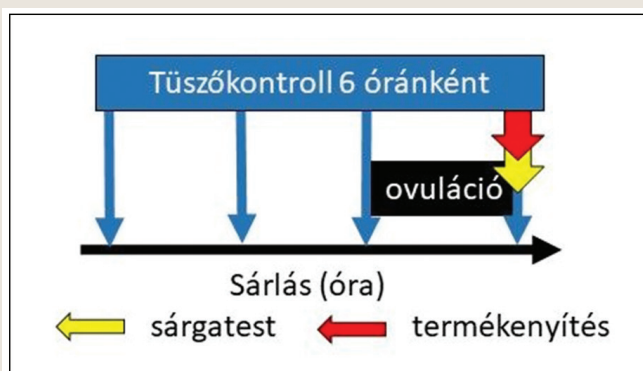 Tüszőkontroll 6 óránként
ovuláció
Sárlás (óra)
sárgatest termékenyítés